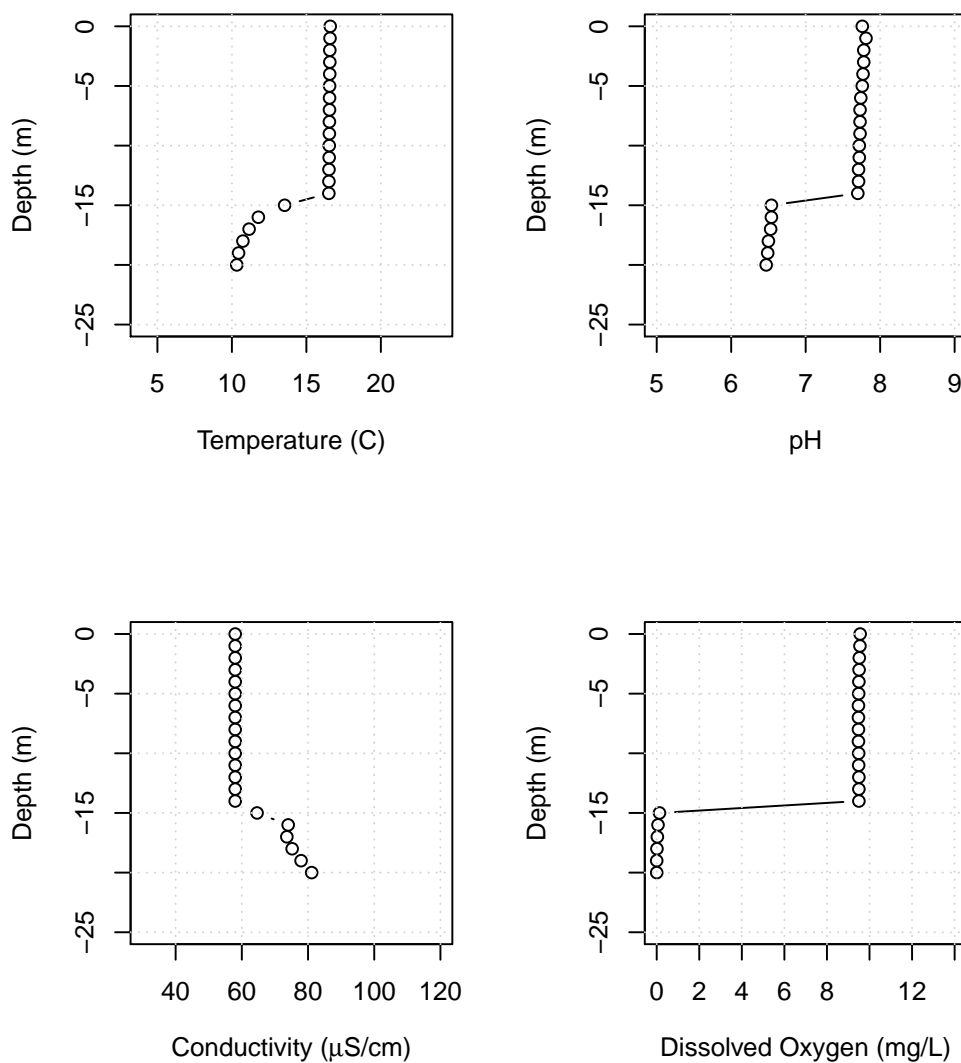 0
−5
−15
−25
Depth (m)
5 10 15 20
Temperature (C)
0
−5
−15
−25
Depth (m)
5 6 7 8 9
pH
0
−5
−15
−25
Depth (m)
40 60 80 100 120
Conductivity (μS/cm)
0
−5
−15
−25
Depth (m)
0 2 4 6 8 12
Dissolved Oxygen (mg/L)